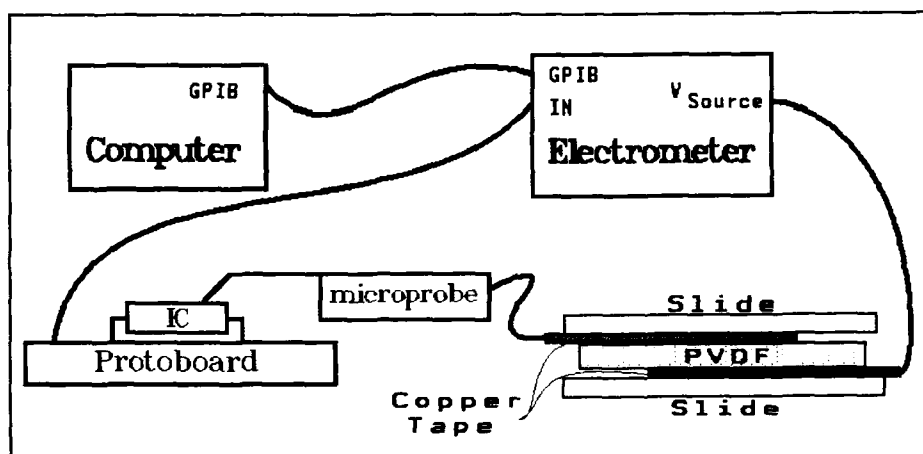 GPIB
Computer
GPIB
IN
V Source
Electrometer
IC
Protoboard
microprobe
Slide
PVDF
Slide
Copper
Tape